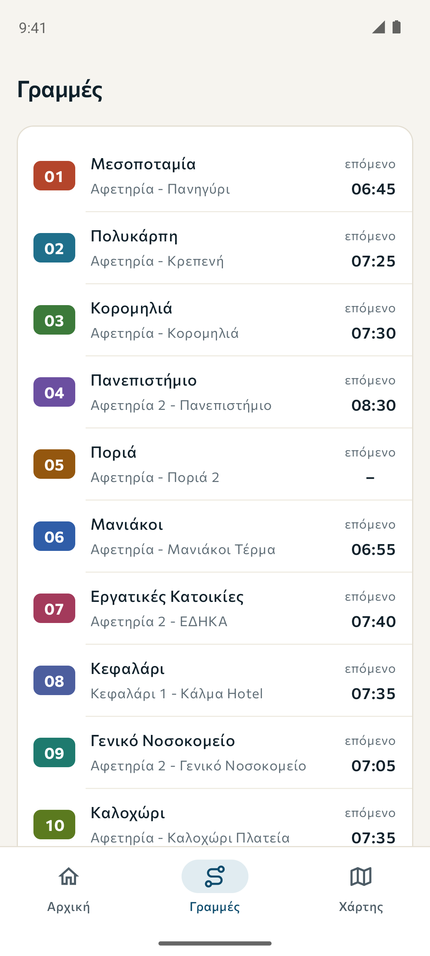 9:41
Γραμμές
01
Μεσοποταμία
Αφετηρία - Πανηγύρι
επόμενο
06:45
02
Πολυκάρπη
Αφετηρία - Κρεπενή
επόμενο
07:25
03
Κορομηλιά
Αφετηρία - Κορομηλιά
επόμενο
07:30
04
Πανεπιστήμιο
Αφετηρία 2 - Πανεπιστήμιο
επόμενο
08:30
05
Ποριά
Αφετηρία - Ποριά 2
επόμενο
–
06
Μανιάκοι
Αφετηρία - Μανιάκοι Τέρμα
επόμενο
06:55
07
Εργατικές Κατοικίες
Αφετηρία 2 - ΕΔΗΚΑ
επόμενο
07:40
08
Κεφαλάρι
Κεφαλάρι 1 - Κάλμα Hotel
επόμενο
07:35
09
Γενικό Νοσοκομείο
Αφετηρία 2 - Γενικό Νοσοκομείο
επόμενο
07:05
10
Καλοχώρι
Αφετηρία - Καλοχώρι Πλατεία
επόμενο
07:35
Αρχική
Γραμμές
Χάρτης